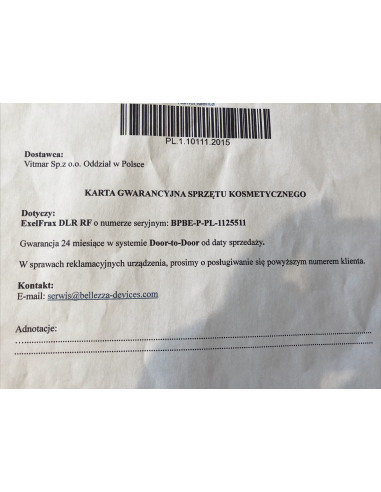 PL.1.10111.2015
Dostawca:
Vitmar Sp.z o.o. Oddział w Polsce
KARTA GWARANCYJNA SPRZĘTU KOSMETYCZNEGO
Dotyczy:
ExelFrax DLR RF o numerze seryjnym: BPBE-P-PL-1125511
Gwarancja 24 miesiące w systemie Door-to-Door od daty sprzedaży.
W sprawach reklamacyjnych urządzenia, prosimy o posługiwanie się powyższym numerem klienta.
Kontakt:
E-mail: serwis@bellezza-devices.com
Adnotacje: